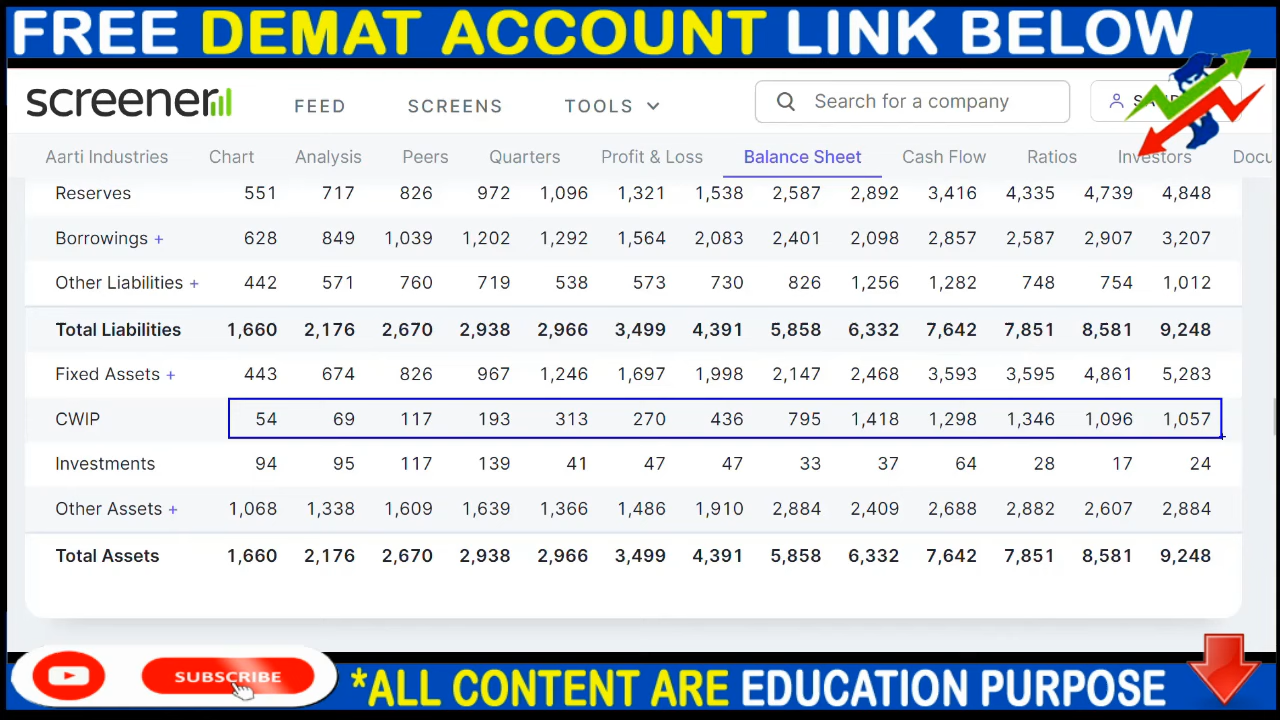 FREE DEMAT ACCOUNT LINK BELOW
screener FEED SCREENS TOOLS Search for a company
Aarti Industries Chart Analysis Peers Quarters Profit & Loss Balance Sheet Cash Flow Ratios Investors Docu
Reserves 551 717 826 972 1,096 1,321 1,538 2,587 2,892 3,416 4,335 4,739 4,848
Borrowings + 628 849 1,039 1,202 1,292 1,564 2,083 2,401 2,098 2,857 2,587 2,907 3,207
Other Liabilities + 442 571 760 719 538 573 730 826 1,256 1,282 748 754 1,012
Total Liabilities 1,660 2,176 2,670 2,938 2,966 3,499 4,391 5,858 6,332 7,642 7,851 8,581 9,248
Fixed Assets + 443 674 826 967 1,246 1,697 1,998 2,147 2,468 3,593 3,595 4,861 5,283
CWIP 54 69 117 193 313 270 436 795 1,418 1,298 1,346 1,096 1,057
Investments 94 95 117 139 41 47 47 33 37 64 28 17 24
Other Assets + 1,068 1,338 1,609 1,639 1,366 1,486 1,910 2,884 2,409 2,688 2,882 2,607 2,884
Total Assets 1,660 2,176 2,670 2,938 2,966 3,499 4,391 5,858 6,332 7,642 7,851 8,581 9,248
SUBSCRIBE *ALL CONTENT ARE EDUCATION PURPOSE